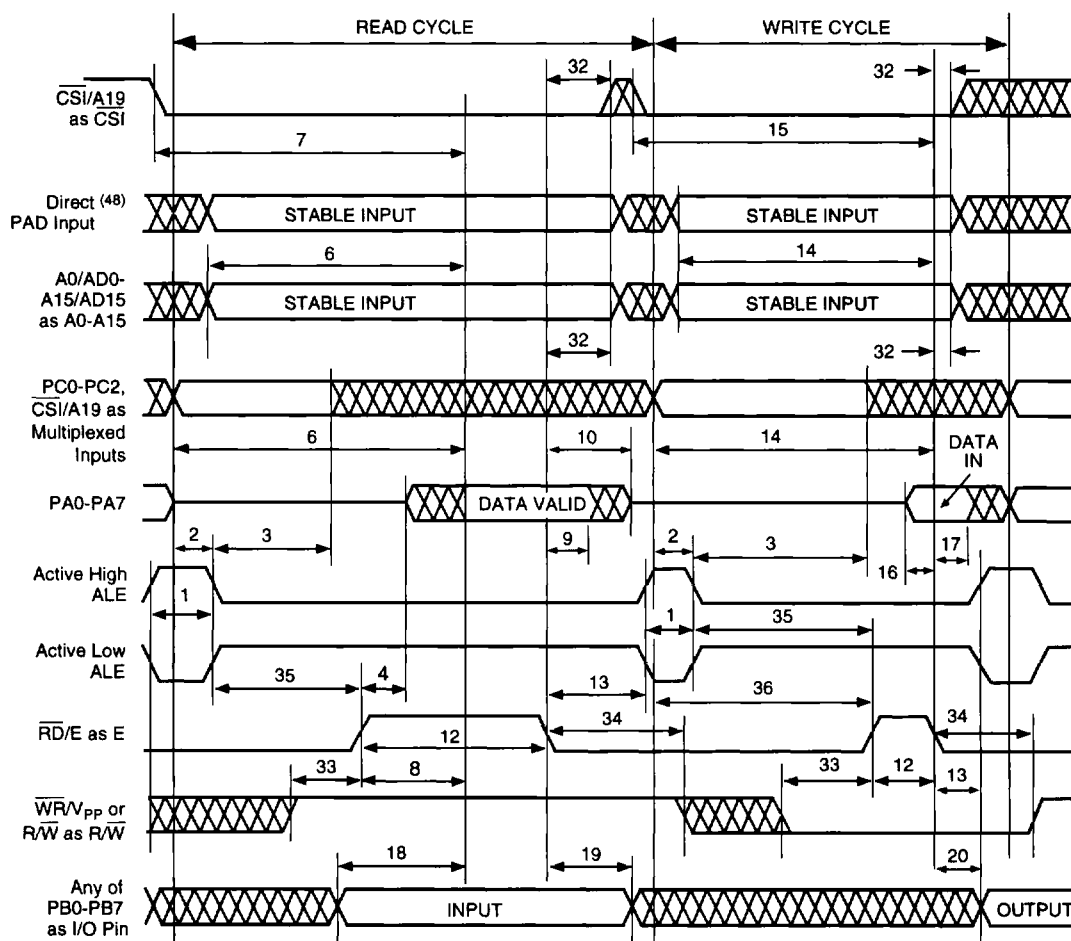 READ CYCLE WRITE CYCLE
32 32
CSI/A19
as CSI
7 15
Direct (48)
PAD Input
STABLE INPUT STABLE INPUT
6 14
A0/AD0-
A15/AD15
as A0-A15
STABLE INPUT STABLE INPUT
32 32
PC0-PC2,
CSI/A19 as
Multiplexed
Inputs
6 10 14
DATA
IN
PA0-PA7
DATA VALID
2 3 9 2 3 16 17
Active High
ALE
1 1 35
Active Low
ALE
35 4 13 36
RD/E as E
12 34 34
33 8 33 12 13
WR/VPP or
R/W as R/W
18 19 20
Any of
PB0-PB7
as I/O Pin
INPUT OUTPUT